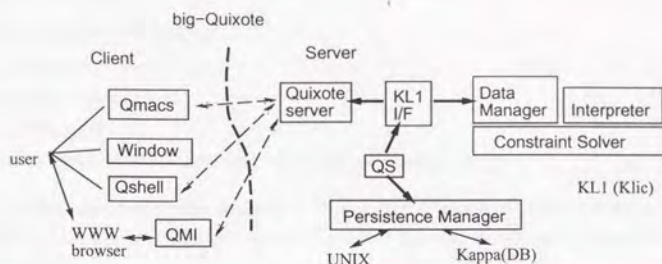 big-Quixote
Client
Server
Qmacs
Quixote
server
KL1
I/F
Data
Manager
Interpreter
Window
Constraint Solver
user
Qshell
QS
KL1 (Klic)
WWW
browser
QMI
Persistence Manager
UNIX
Kappa(DB)